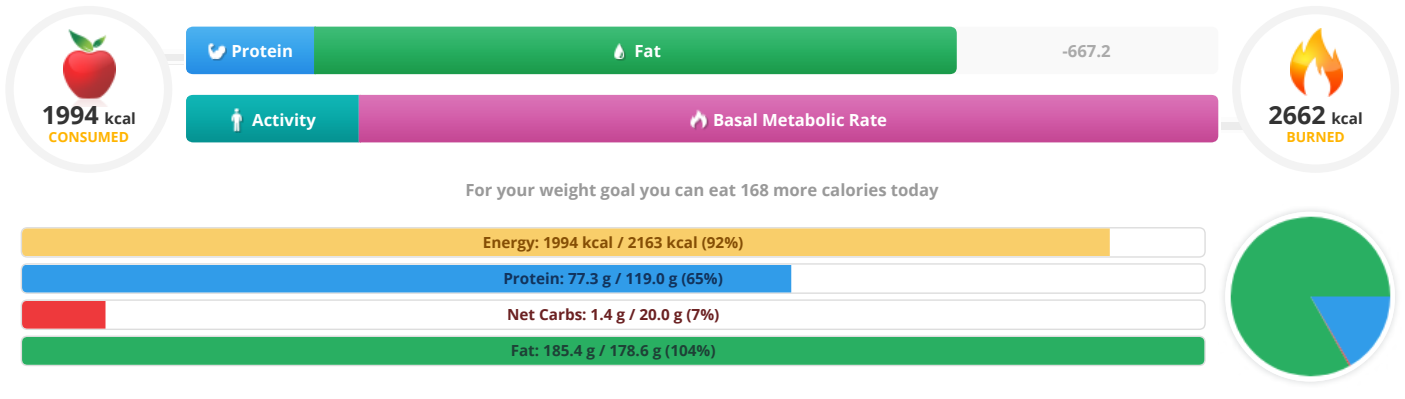 Protein
Fat
-667.2
1994 kcal
CONSUMED
Activity
Basal Metabolic Rate
2662 kcal
BURNED
For your weight goal you can eat 168 more calories today
Energy: 1994 kcal / 2163 kcal (92%)
Protein: 77.3 g / 119.0 g (65%)
Net Carbs: 1.4 g / 20.0 g (7%)
Fat: 185.4 g / 178.6 g (104%)